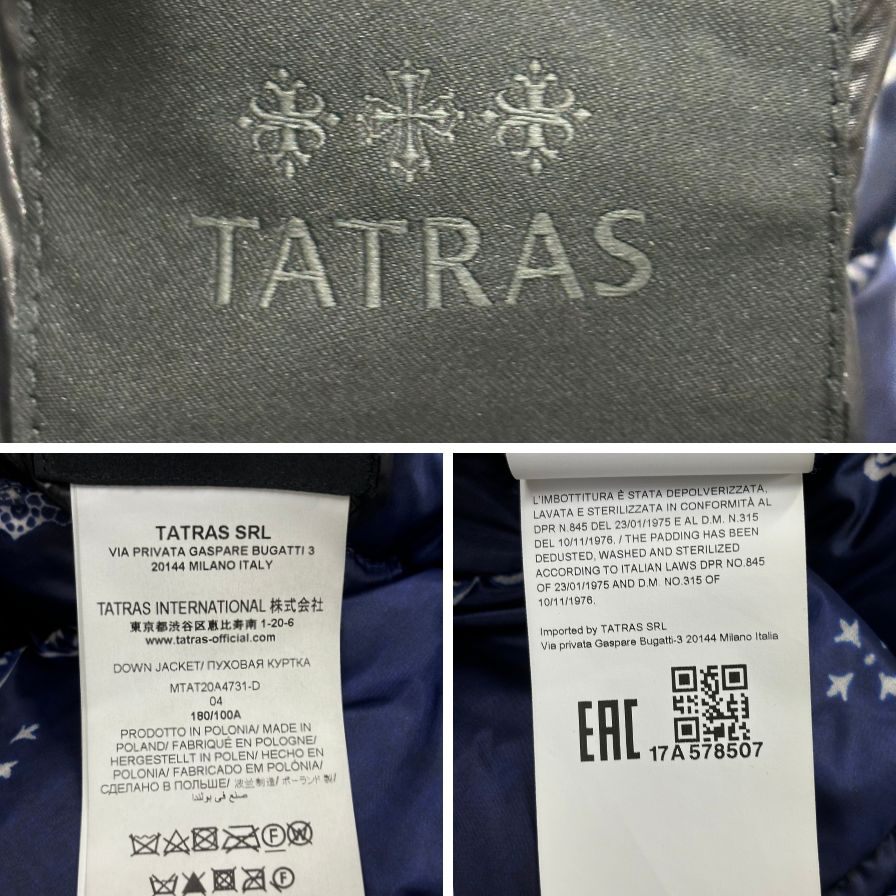 TATRAS
TATRAS SRL
VIA PRIVATA GASPARE BUGATTI 3
20144 MILANO ITALY
TATRAS INTERNATIONAL 株式会社
東京都渋谷区恵比寿南 1-20-6
www.tatras-official.com
DOWN JACKET/ ПУХОВАЯ КУРТКА
MTAT20A4731-D
04
180/100A
PRODOTTO IN POLONIA/ MADE IN
POLAND/ FABRIQUÉ EN POLOGNE/
HERGESTELLT IN POLEN/ HECHO EN
POLONIA/ FABRICADO EM POLÓNIA/
СДЕЛАНО В ПОЛЬШЕ/ 波兰制造/ ポーランド製/
صنع في بولندا
F W
F
L'IMBOTTITURA È STATA DEPOLVERIZZATA,
LAVATA E STERILIZZATA IN CONFORMITÀ AL
DPR N.845 DEL 23/01/1975 E AL D.M. N.315
DEL 10/11/1976. / THE PADDING HAS BEEN
DEDUSTED, WASHED AND STERILIZED
ACCORDING TO ITALIAN LAWS DPR NO.845
OF 23/01/1975 AND D.M. NO.315 OF
10/11/1976.
Imported by TATRAS SRL
Via privata Gaspare Bugatti-3 20144 Milano Italia
EAC
17A578507